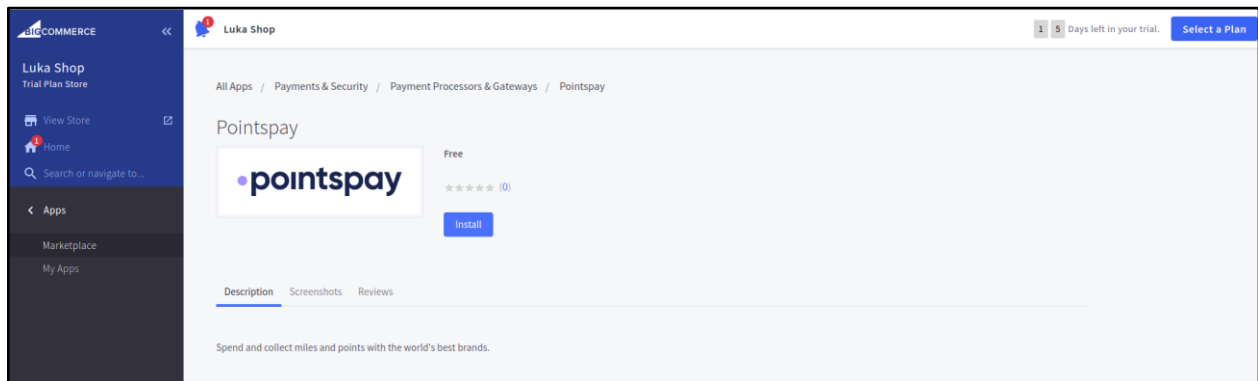 BIGCOMMERCE
«
1
Luka Shop
1 5 Days left in your trial.
Select a Plan
Luka Shop
Trial Plan Store
View Store
1
Home
Search or navigate to...
Apps
Marketplace
My Apps
All Apps / Payments & Security / Payment Processors & Gateways / Pointspay
Pointspay
pointspay
Free
(0)
Install
Description Screenshots Reviews
Spend and collect miles and points with the world's best brands.